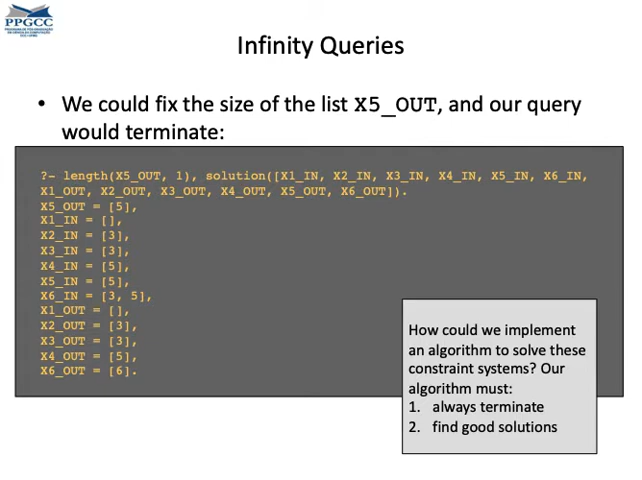 PPGCC
Infinity Queries
• We could fix the size of the list X5_OUT, and our query
would terminate:
?- length(X5_OUT, 1), solution([X1_IN, X2_IN, X3_IN, X4_IN, X5_IN, X6_IN,
X1_OUT, X2_OUT, X3_OUT, X4_OUT, X5_OUT, X6_OUT]).
X5_OUT = [5],
X1_IN = [],
X2_IN = [3],
X3_IN = [3],
X4_IN = [5],
X5_IN = [5],
X6_IN = [3, 5],
X1_OUT = [],
X2_OUT = [3],
X3_OUT = [3],
X4_OUT = [5],
X6_OUT = [6].
How could we implement
an algorithm to solve these
constraint systems? Our
algorithm must:
1. always terminate
2. find good solutions